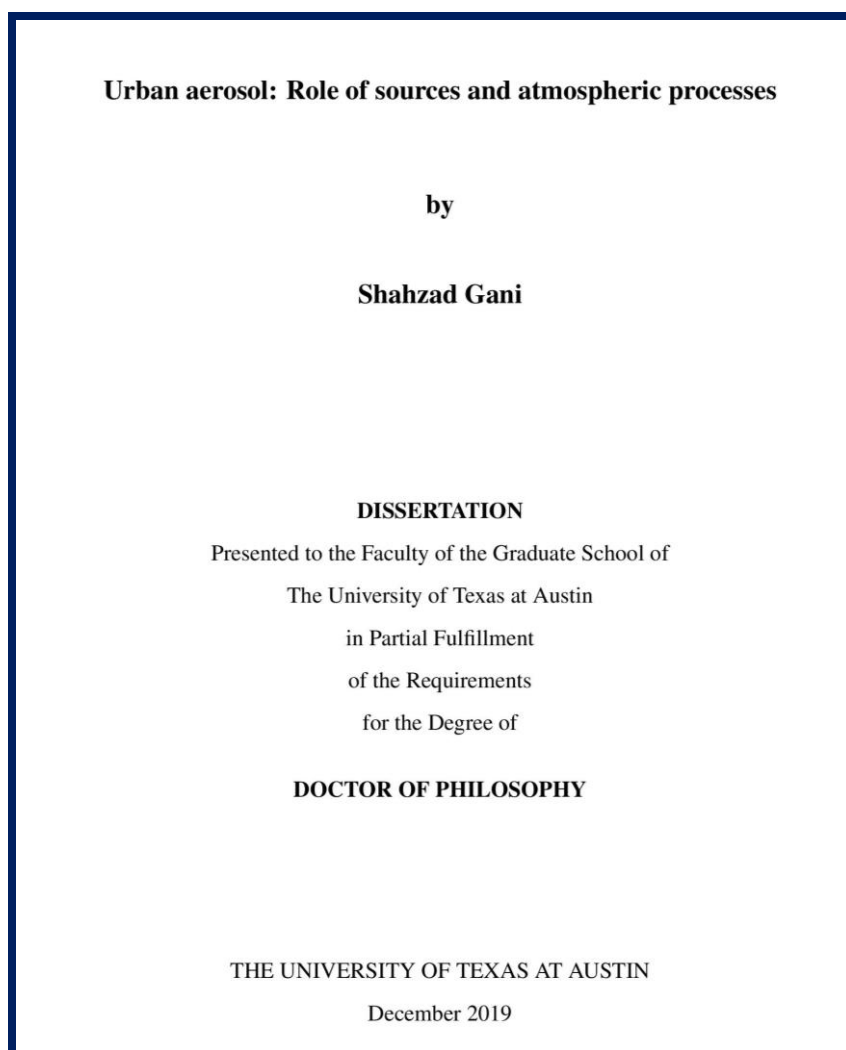 Urban aerosol: Role of sources and atmospheric processes
by
Shahzad Gani
DISSERTATION
Presented to the Faculty of the Graduate School of
The University of Texas at Austin
in Partial Fulfillment
of the Requirements
for the Degree of
DOCTOR OF PHILOSOPHY
THE UNIVERSITY OF TEXAS AT AUSTIN
December 2019